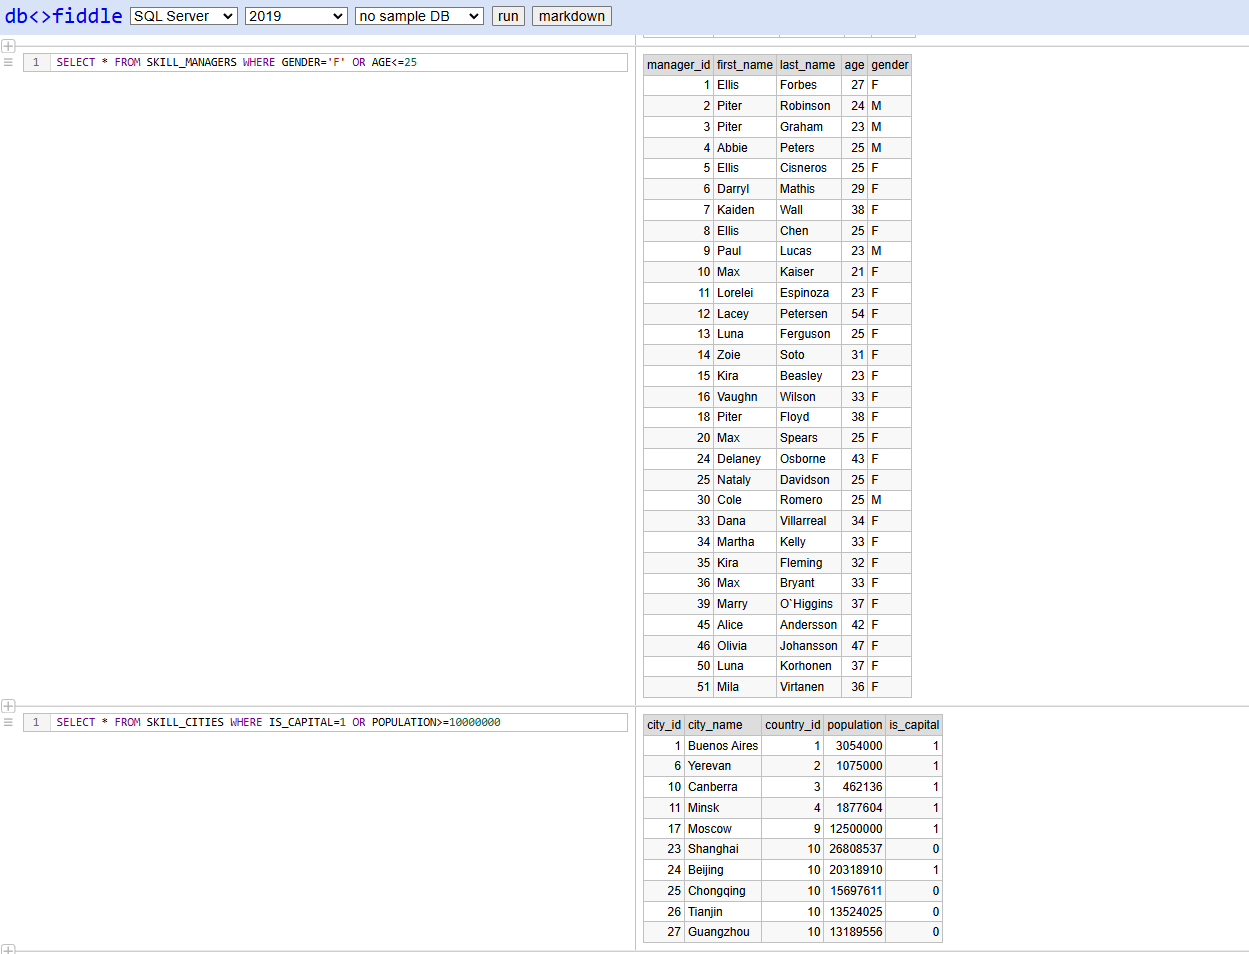 db<>fiddle SQL Server 2019 no sample DB run markdown
1 SELECT * FROM SKILL_MANAGERS WHERE GENDER='F' OR AGE<=25
manager_id first_name last_name age gender
1 Ellis Forbes 27 F
2 Piter Robinson 24 M
3 Piter Graham 23 M
4 Abbie Peters 25 M
5 Ellis Cisneros 25 F
6 Darryl Mathis 29 F
7 Kaiden Wall 38 F
8 Ellis Chen 25 F
9 Paul Lucas 23 M
10 Max Kaiser 21 F
11 Lorelei Espinoza 23 F
12 Lacey Petersen 54 F
13 Luna Ferguson 25 F
14 Zoie Soto 31 F
15 Kira Beasley 23 F
16 Vaughn Wilson 33 F
18 Piter Floyd 38 F
20 Max Spears 25 F
24 Delaney Osborne 43 F
25 Nataly Davidson 25 F
30 Cole Romero 25 M
33 Dana Villarreal 34 F
34 Martha Kelly 33 F
35 Kira Fleming 32 F
36 Max Bryant 33 F
39 Marry O`Higgins 37 F
45 Alice Andersson 42 F
46 Olivia Johansson 47 F
50 Luna Korhonen 37 F
51 Mila Virtanen 36 F
1 SELECT * FROM SKILL_CITIES WHERE IS_CAPITAL=1 OR POPULATION>=10000000
city_id city_name country_id population is_capital
1 Buenos Aires 1 3054000 1
6 Yerevan 2 1075000 1
10 Canberra 3 462136 1
11 Minsk 4 1877604 1
17 Moscow 9 12500000 1
23 Shanghai 10 26808537 0
24 Beijing 10 20318910 1
25 Chongqing 10 15697611 0
26 Tianjin 10 13524025 0
27 Guangzhou 10 13189556 0